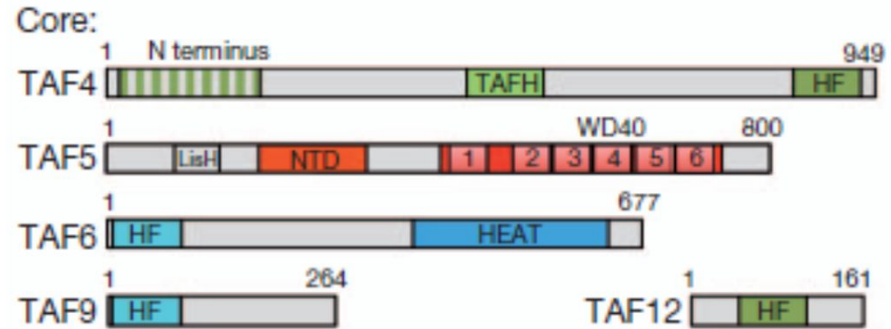 Core:
1 N terminus 949
TAF4 TAFH HF
1 WD40 800
TAF5 LisH NTD 1 2 3 4 5 6
1 677
TAF6 HF HEAT
1 264 1 161
TAF9 HF TAF12 HF